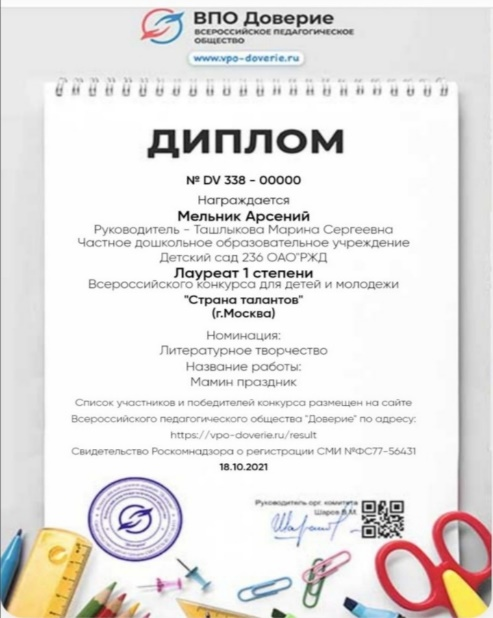 ВПО Доверие
ВСЕРОССИЙСКОЕ ПЕДАГОГИЧЕСКОЕ
ОБЩЕСТВО
www.vpo-doverie.ru
ДИПЛОМ
№ DV 338 - 00000
Награждается
Мельник Арсений
Руководитель - Ташлыкова Марина Сергеевна
Частное дошкольное образовательное учреждение
Детский сад 236 ОАО"РЖД
Лауреат 1 степени
Всероссийского конкурса для детей и молодежи
"Страна талантов"
(г.Москва)
Номинация:
Литературное творчество
Название работы:
Мамин праздник
Список участников и победителей конкурса размещен на сайте
Всероссийского педагогического общества "Доверие" по адресу:
https://vpo-doverie.ru/result
Свидетельство Роскомнадзора о регистрации СМИ №ФС77-56431
18.10.2021
Руководитель орг. комитета
Шаров В.М.